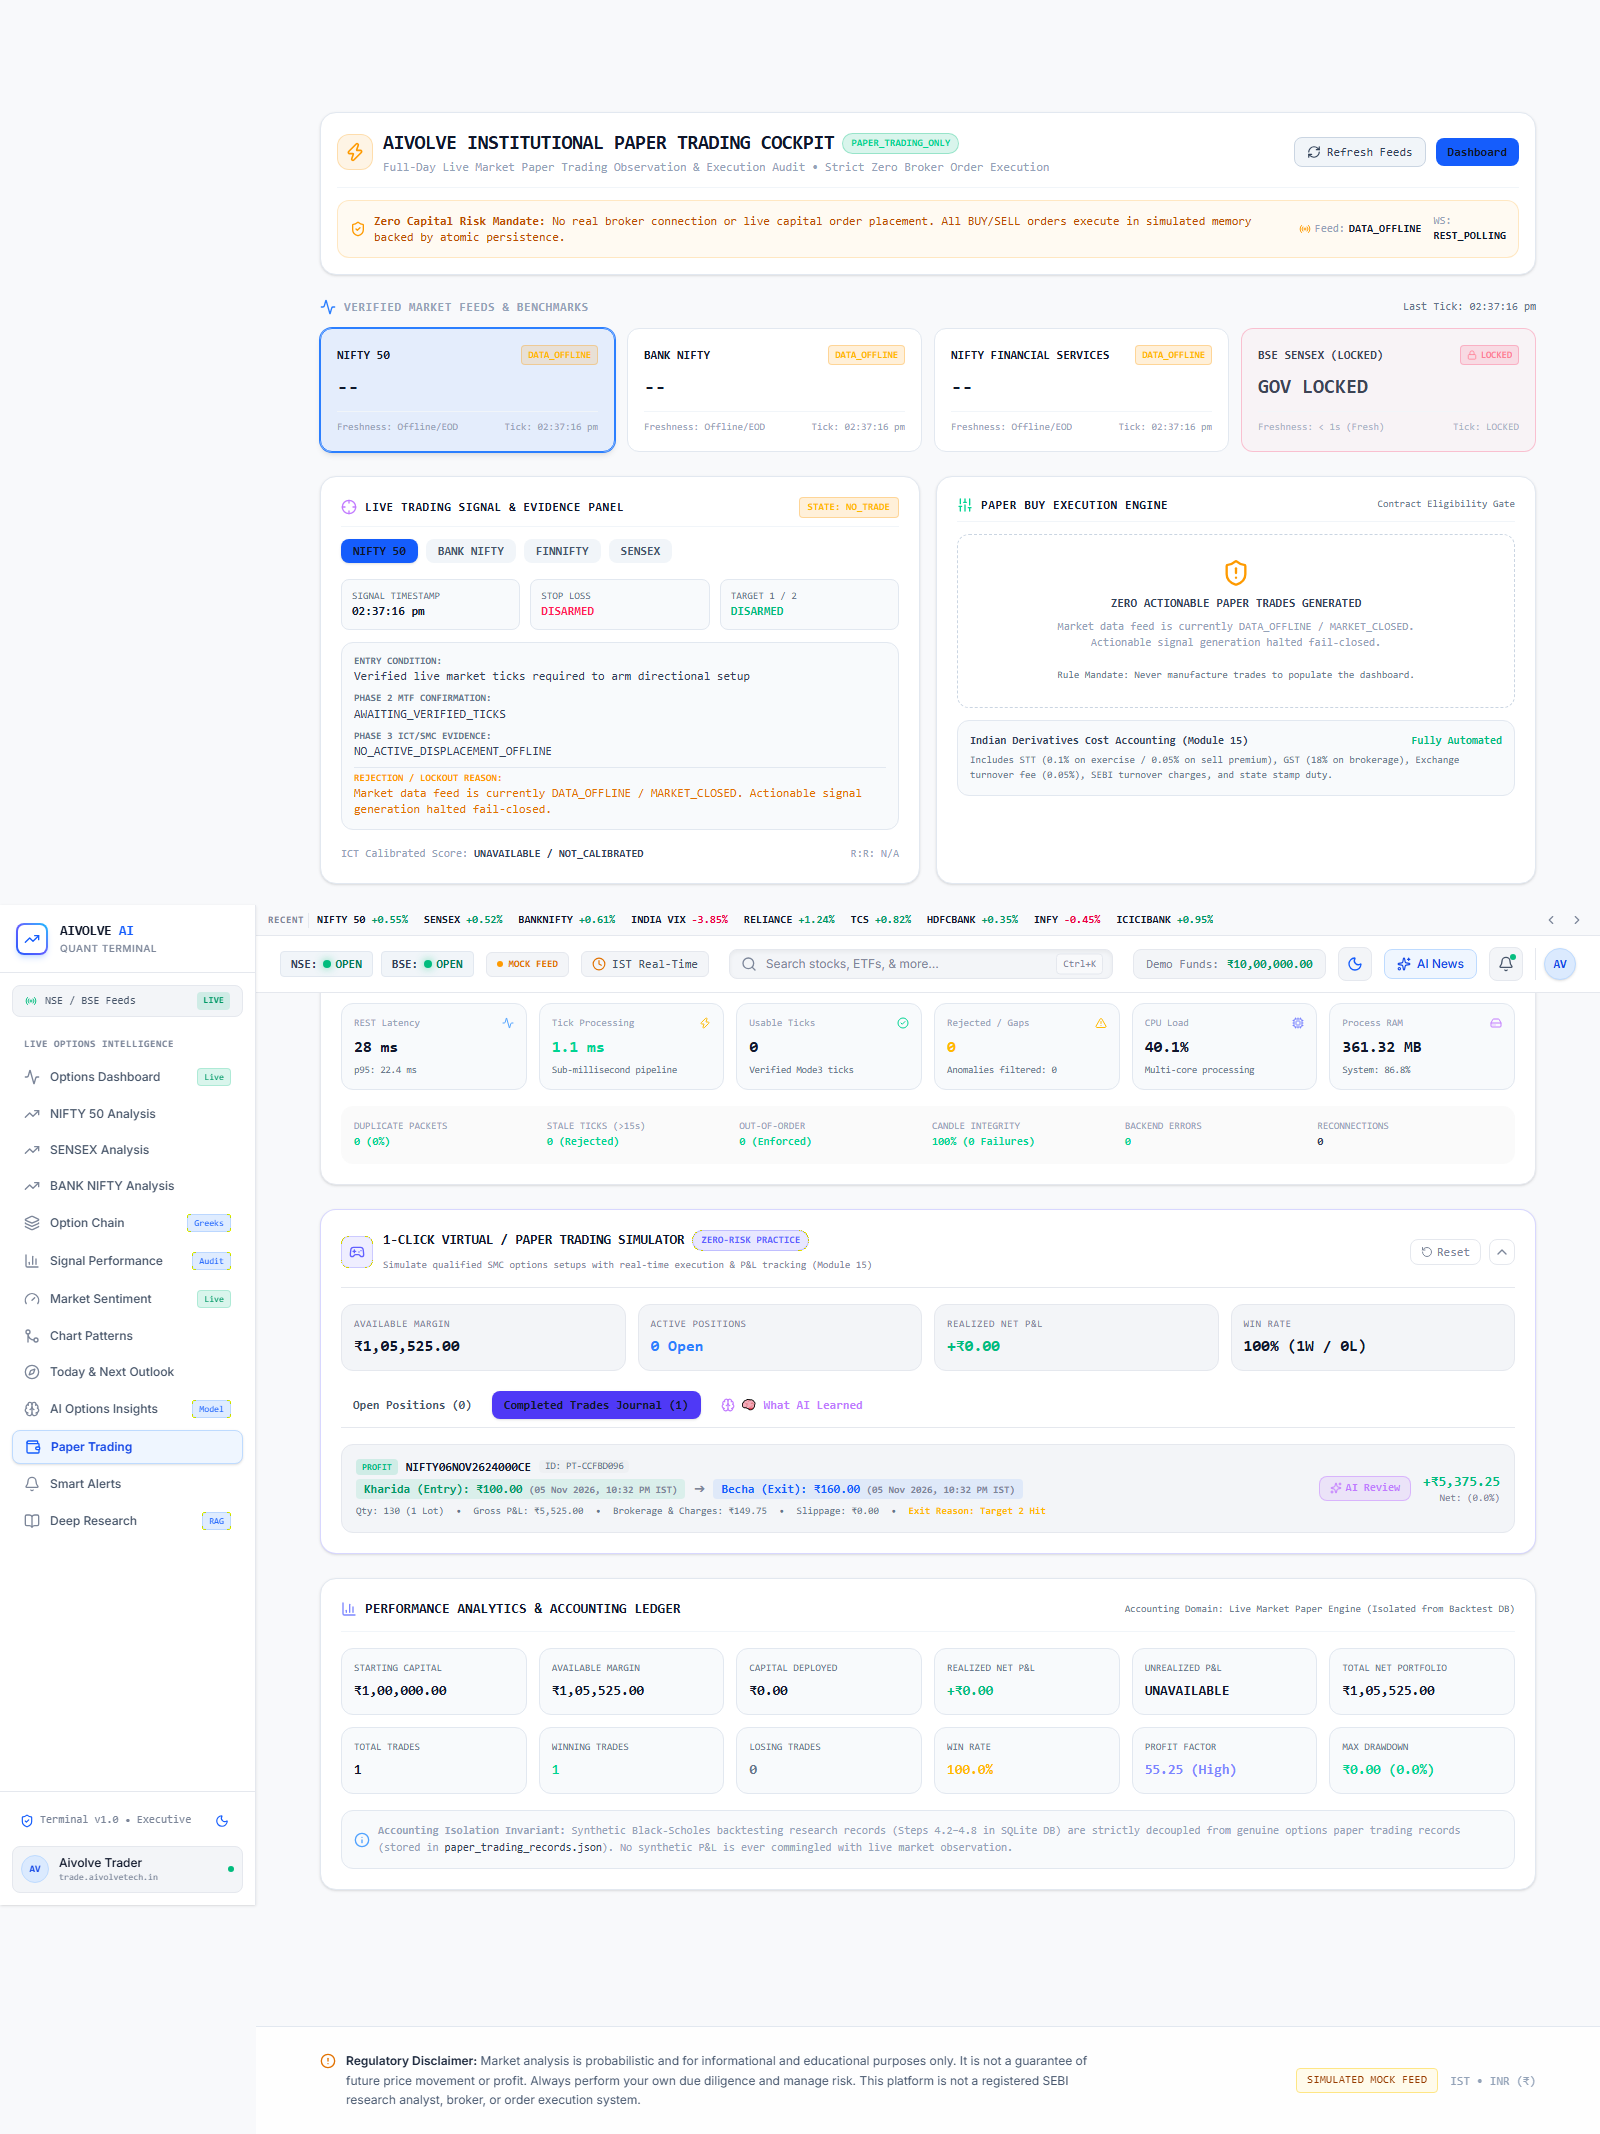 AIVOLVE INSTITUTIONAL PAPER TRADING COCKPIT PAPER_TRADING_ONLY
Full-Day Live Market Paper Trading Observation & Execution Audit • Strict Zero Broker Order Execution
Refresh Feeds
Dashboard
Zero Capital Risk Mandate: No real broker connection or live capital order placement. All BUY/SELL orders execute in simulated memory
backed by atomic persistence.
Feed: DATA_OFFLINE
WS:
REST_POLLING
VERIFIED MARKET FEEDS & BENCHMARKS
Last Tick: 02:37:16 pm
NIFTY 50 DATA_OFFLINE
--
Freshness: Offline/EOD Tick: 02:37:16 pm
BANK NIFTY DATA_OFFLINE
--
Freshness: Offline/EOD Tick: 02:37:16 pm
NIFTY FINANCIAL SERVICES DATA_OFFLINE
--
Freshness: Offline/EOD Tick: 02:37:16 pm
BSE SENSEX (LOCKED) LOCKED
GOV LOCKED
Freshness: < 1s (Fresh) Tick: LOCKED
LIVE TRADING SIGNAL & EVIDENCE PANEL STATE: NO_TRADE
NIFTY 50 BANK NIFTY FINNIFTY SENSEX
SIGNAL TIMESTAMP
02:37:16 pm
STOP LOSS
DISARMED
TARGET 1 / 2
DISARMED
ENTRY CONDITION:
Verified live market ticks required to arm directional setup
PHASE 2 MTF CONFIRMATION:
AWAITING_VERIFIED_TICKS
PHASE 3 ICT/SMC EVIDENCE:
NO_ACTIVE_DISPLACEMENT_OFFLINE
REJECTION / LOCKOUT REASON:
Market data feed is currently DATA_OFFLINE / MARKET_CLOSED. Actionable signal
generation halted fail-closed.
ICT Calibrated Score: UNAVAILABLE / NOT_CALIBRATED R:R: N/A
PAPER BUY EXECUTION ENGINE Contract Eligibility Gate
ZERO ACTIONABLE PAPER TRADES GENERATED
Market data feed is currently DATA_OFFLINE / MARKET_CLOSED.
Actionable signal generation halted fail-closed.
Rule Mandate: Never manufacture trades to populate the dashboard.
Indian Derivatives Cost Accounting (Module 15) Fully Automated
Includes STT (0.1% on exercise / 0.05% on sell premium), GST (18% on brokerage), Exchange
turnover fee (0.05%), SEBI turnover charges, and state stamp duty.
AIVOLVE AI
QUANT TERMINAL
NSE / BSE Feeds LIVE
LIVE OPTIONS INTELLIGENCE
Options Dashboard Live
NIFTY 50 Analysis
SENSEX Analysis
BANK NIFTY Analysis
Option Chain Greeks
Signal Performance Audit
Market Sentiment Live
Chart Patterns
Today & Next Outlook
AI Options Insights Model
Paper Trading
Smart Alerts
Deep Research RAG
Terminal v1.0 • Executive
AV
Aivolve Trader
trade.aivolvetech.in
RECENT NIFTY 50 +0.55% SENSEX +0.52% BANKNIFTY +0.61% INDIA VIX -3.85% RELIANCE +1.24% TCS +0.82% HDFCBANK +0.35% INFY -0.45% ICICIBANK +0.95%
NSE: OPEN BSE: OPEN MOCK FEED IST Real-Time Search stocks, ETFs, & more... Ctrl+K Demo Funds: ₹10,00,000.00 AI News AV
REST Latency
28 ms
p95: 22.4 ms
Tick Processing
1.1 ms
Sub-millisecond pipeline
Usable Ticks
0
Verified Mode3 ticks
Rejected / Gaps
0
Anomalies filtered: 0
CPU Load
40.1%
Multi-core processing
Process RAM
361.32 MB
System: 86.8%
DUPLICATE PACKETS
0 (0%)
STALE TICKS (>15s)
0 (Rejected)
OUT-OF-ORDER
0 (Enforced)
CANDLE INTEGRITY
100% (0 Failures)
BACKEND ERRORS
0
RECONNECTIONS
0
1-CLICK VIRTUAL / PAPER TRADING SIMULATOR ZERO-RISK PRACTICE
Simulate qualified SMC options setups with real-time execution & P&L tracking (Module 15)
Reset
AVAILABLE MARGIN
₹1,05,525.00
ACTIVE POSITIONS
0 Open
REALIZED NET P&L
+₹0.00
WIN RATE
100% (1W / 0L)
Open Positions (0) Completed Trades Journal (1) 🧠 What AI Learned
PROFIT NIFTY06NOV2624000CE ID: PT-CCFBD096
Kharida (Entry): ₹100.00 (05 Nov 2026, 10:32 PM IST) → Becha (Exit): ₹160.00 (05 Nov 2026, 10:32 PM IST)
Qty: 130 (1 Lot) • Gross P&L: ₹5,525.00 • Brokerage & Charges: ₹149.75 • Slippage: ₹0.00 • Exit Reason: Target 2 Hit
AI Review
+₹5,375.25
Net: (0.0%)
PERFORMANCE ANALYTICS & ACCOUNTING LEDGER
Accounting Domain: Live Market Paper Engine (Isolated from Backtest DB)
STARTING CAPITAL
₹1,00,000.00
AVAILABLE MARGIN
₹1,05,525.00
CAPITAL DEPLOYED
₹0.00
REALIZED NET P&L
+₹0.00
UNREALIZED P&L
UNAVAILABLE
TOTAL NET PORTFOLIO
₹1,05,525.00
TOTAL TRADES
1
WINNING TRADES
1
LOSING TRADES
0
WIN RATE
100.0%
PROFIT FACTOR
55.25 (High)
MAX DRAWDOWN
₹0.00 (0.0%)
Accounting Isolation Invariant: Synthetic Black-Scholes backtesting research records (Steps 4.2–4.8 in SQLite DB) are strictly decoupled from genuine options paper trading records
(stored in paper_trading_records.json). No synthetic P&L is ever commingled with live market observation.
Regulatory Disclaimer: Market analysis is probabilistic and for informational and educational purposes only. It is not a guarantee of
future price movement or profit. Always perform your own due diligence and manage risk. This platform is not a registered SEBI
research analyst, broker, or order execution system.
SIMULATED MOCK FEED IST • INR (₹)